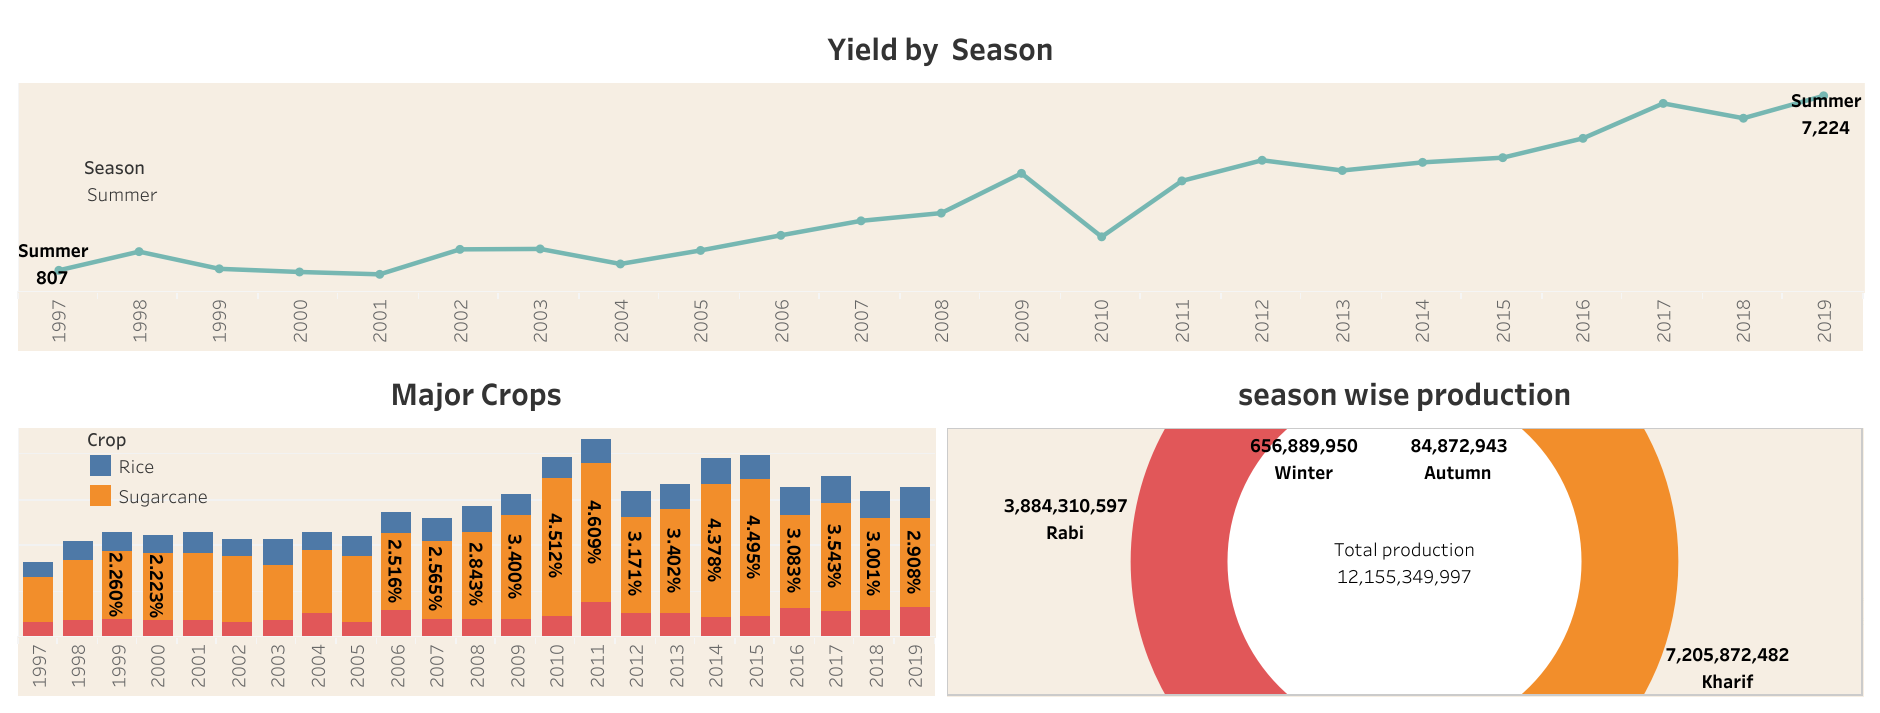 Yield by  Season
Season
Summer
Summer
807
Summer
7,224
1997 1998 1999 2000 2001 2002 2003 2004 2005 2006 2007 2008 2009 2010 2011 2012 2013 2014 2015 2016 2017 2018 2019
Major Crops
Crop
Rice
Sugarcane
2.260% 2.223% 2.516% 2.565% 2.843% 3.400% 4.512% 4.609% 3.171% 3.402% 4.378% 4.495% 3.083% 3.543% 3.001% 2.908%
1997 1998 1999 2000 2001 2002 2003 2004 2005 2006 2007 2008 2009 2010 2011 2012 2013 2014 2015 2016 2017 2018 2019
season wise production
656,889,950
Winter
84,872,943
Autumn
3,884,310,597
Rabi
Total production
12,155,349,997
7,205,872,482
Kharif